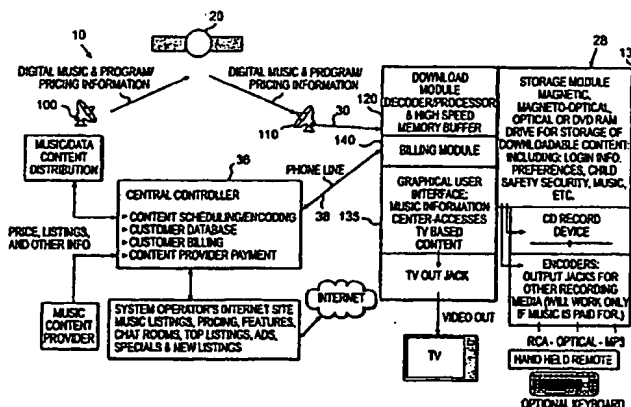 20
10
DIGITAL MUSIC & PROGRAM/
PRICING INFORMATION
100
DIGITAL MUSIC & PROGRAM/
PRICING INFORMATION
110
30
120
140
28
MUSIC/DATA
CONTENT
DISTRIBUTION
36
PHONE LINE
38
135
PRICE, LISTINGS,
AND OTHER INFO
CENTRAL CONTROLLER
CONTENT SCHEDULING/ENCODING
CUSTOMER DATABASE
CUSTOMER BILLING
CONTENT PROVIDER PAYMENT
MUSIC
CONTENT
PROVIDER
SYSTEM OPERATOR'S INTERNET SITE
MUSIC LISTINGS, PRICING, FEATURES,
CHAT ROOMS, TOP LISTINGS, ADS,
SPECIALS & NEW LISTINGS
INTERNET
DOWNLOAD
MODULE
DECODER/PROCESSOR
& HIGH SPEED
MEMORY BUFFER
BILLING MODULE
GRAPHICAL USER
INTERFACE;
MUSIC INFORMATION
CENTER-ACCESSES
TV BASED
CONTENT
TV OUT JACK
VIDEO OUT
TV
STORAGE MODULE
MAGNETIC,
MAGNETO-OPTICAL,
OPTICAL OR DVD RAM
DRIVE FOR STORAGE OF
DOWNLOADABLE CONTENT:
INCLUDING: LOGIN INFO.
PREFERENCES, CHILD
SAFETY SECURITY, MUSIC,
ETC.
CD RECORD
DEVICE
ENCODERS:
OUTPUT JACKS FOR
OTHER RECORDING
MEDIA (WILL WORK ONLY
IF MUSIC IS PAID FOR.)
RCA - OPTICAL - MP3
HAND HELD REMOTE
OPTIONAL KEYBOARD